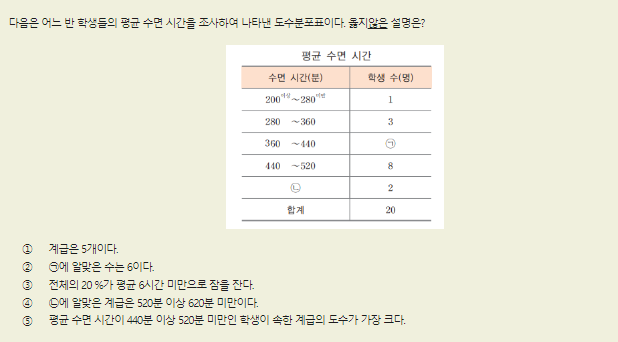 다음은 어느 반 학생들의 평균 수면 시간을 조사하여 나타낸 도수분포표이다. 옳지않은 설명은?
평균 수면 시간
수면 시간(분) 학생 수(명)
200이상~280미만 1
280 ~360 3
360 ~440 ㉠
440 ~520 8
㉡ 2
합계 20
① 계급은 5개이다.
② ㉠에 알맞은 수는 6이다.
③ 전체의 20 %가 평균 6시간 미만으로 잠을 잔다.
④ ㉡에 알맞은 계급은 520분 이상 620분 미만이다.
⑤ 평균 수면 시간이 440분 이상 520분 미만인 학생이 속한 계급의 도수가 가장 크다.